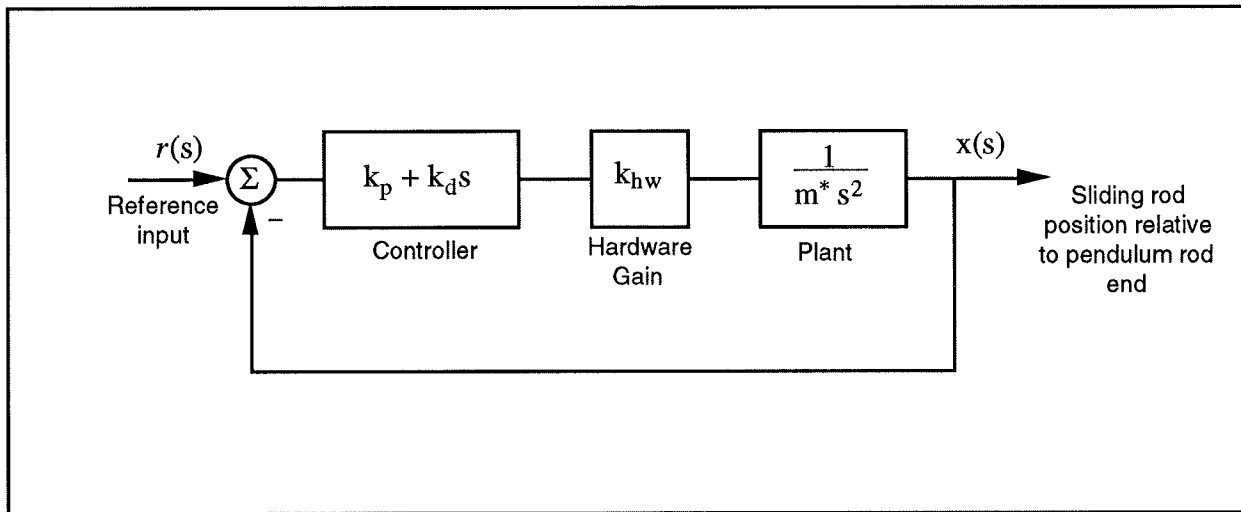 r(s)
Reference
input
Σ
−
k_p + k_d s
Controller
k_hw
Hardware
Gain
1
m* s²
Plant
x(s)
Sliding rod
position relative
to pendulum rod
end